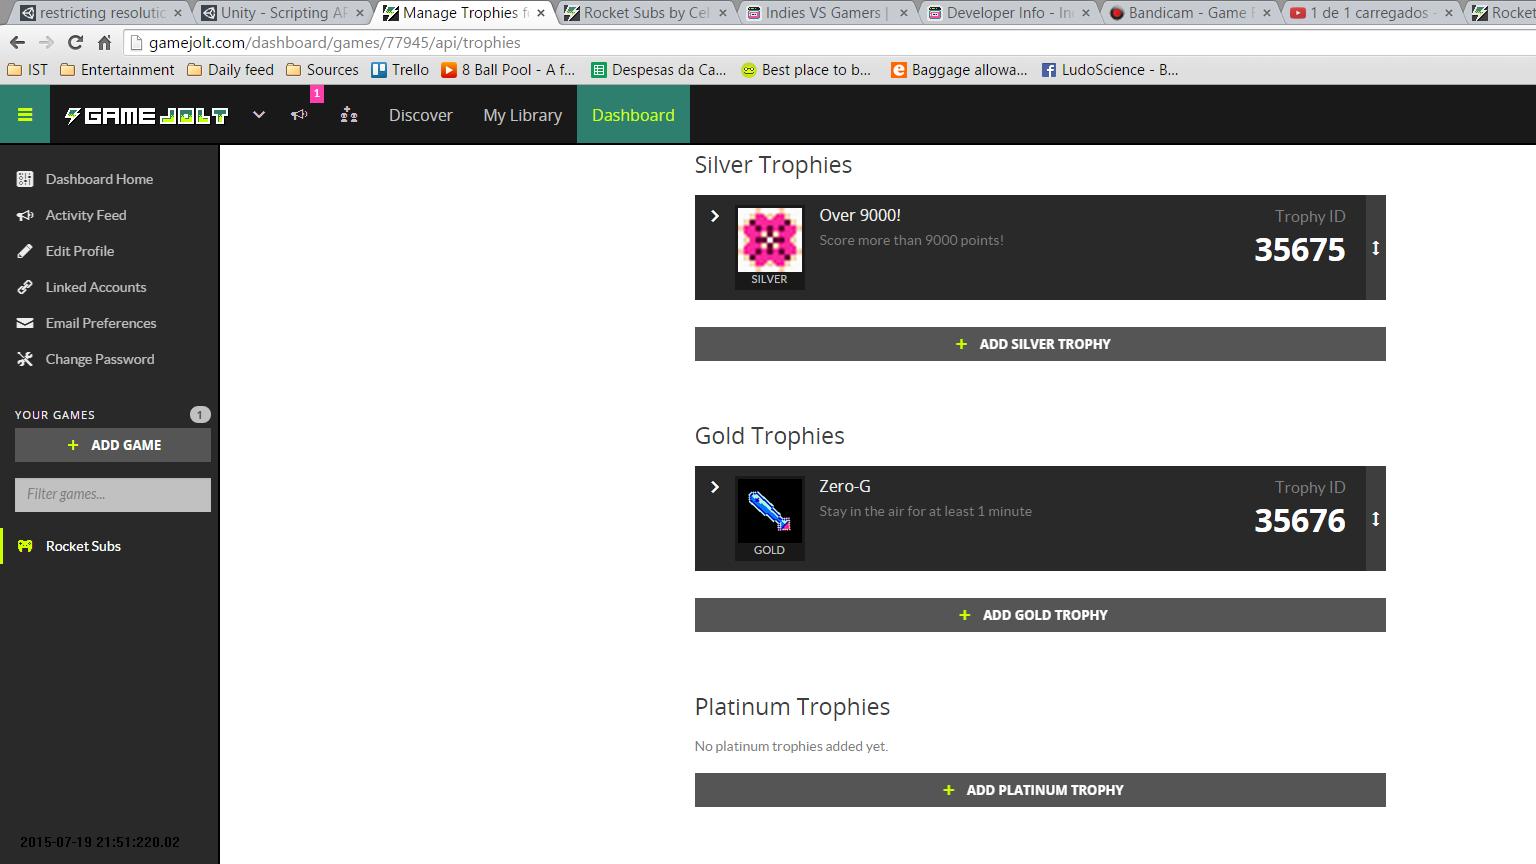 restricting resolutic
Unity - Scripting AP
Manage Trophies f
Rocket Subs by Cel
Indies VS Gamers |
Developer Info - In
Bandicam - Game R
1 de 1 carregados -
Rocket
gamejolt.com/dashboard/games/77945/api/trophies
IST Entertainment Daily feed Sources Trello 8 Ball Pool - A f... Despesas da Ca... Best place to b... Baggage allowa... LudoScience - B...
GAME JOLT 1 Discover My Library Dashboard
Dashboard Home
Activity Feed
Edit Profile
Linked Accounts
Email Preferences
Change Password
YOUR GAMES 1
+ ADD GAME
Filter games...
Rocket Subs
2015-07-19 21:51:220.02
Silver Trophies
Over 9000! Trophy ID
Score more than 9000 points! 35675
SILVER
+ ADD SILVER TROPHY
Gold Trophies
Zero-G Trophy ID
Stay in the air for at least 1 minute 35676
GOLD
+ ADD GOLD TROPHY
Platinum Trophies
No platinum trophies added yet.
+ ADD PLATINUM TROPHY